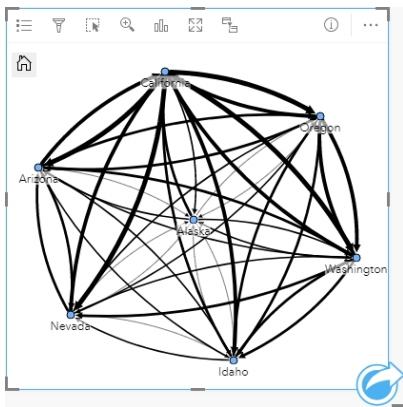 California
Oregon
Arizona
Alaska
Washington
Nevada
Idaho